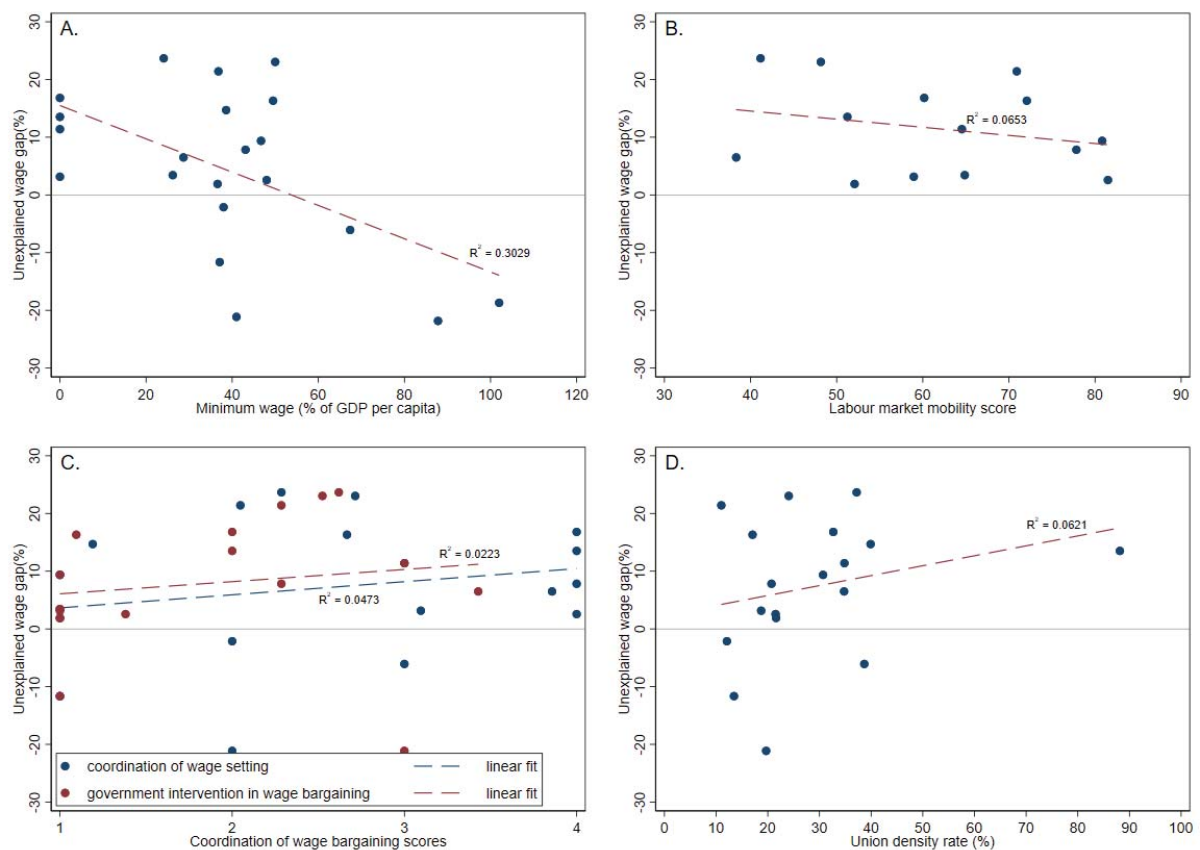 A.
Unexplained wage gap(%)
30
20
10
0
-10
-20
-30
R² = 0.3029
0 20 40 60 80 100 120
Minimum wage (% of GDP per capita)
B.
Unexplained wage gap(%)
30
20
10
0
-10
-20
-30
R² = 0.0653
30 40 50 60 70 80 90
Labour market mobility score
C.
Unexplained wage gap(%)
30
20
10
0
-10
-20
-30
R² = 0.0223
R² = 0.0473
coordination of wage setting linear fit
government intervention in wage bargaining linear fit
1 2 3 4
Coordination of wage bargaining scores
D.
Unexplained wage gap(%)
30
20
10
0
-10
-20
-30
R² = 0.0621
0 10 20 30 40 50 60 70 80 90 100
Union density rate (%)